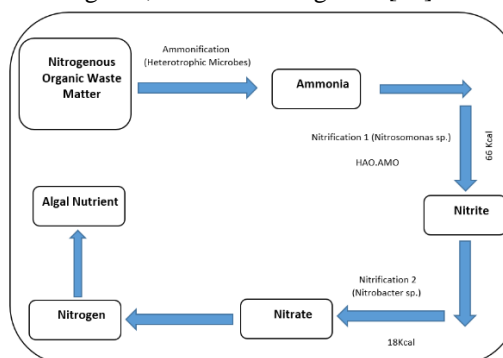 Nitrogenous
Organic Waste
Matter
Ammonification
(Heterotrophic Microbes)
Ammonia
Nitrification 1 (Nitrosomonas sp.)
HAO.AMO
66 Kcal
Nitrite
Algal Nutrient
Nitrification 2
(Nitrobacter sp.)
18Kcal
Nitrate
Nitrogen